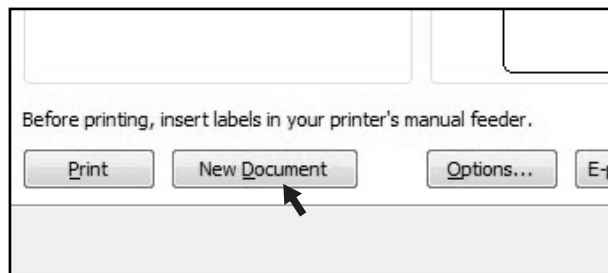 Before printing, insert labels in your printer's manual feeder.
Print New Document Options...